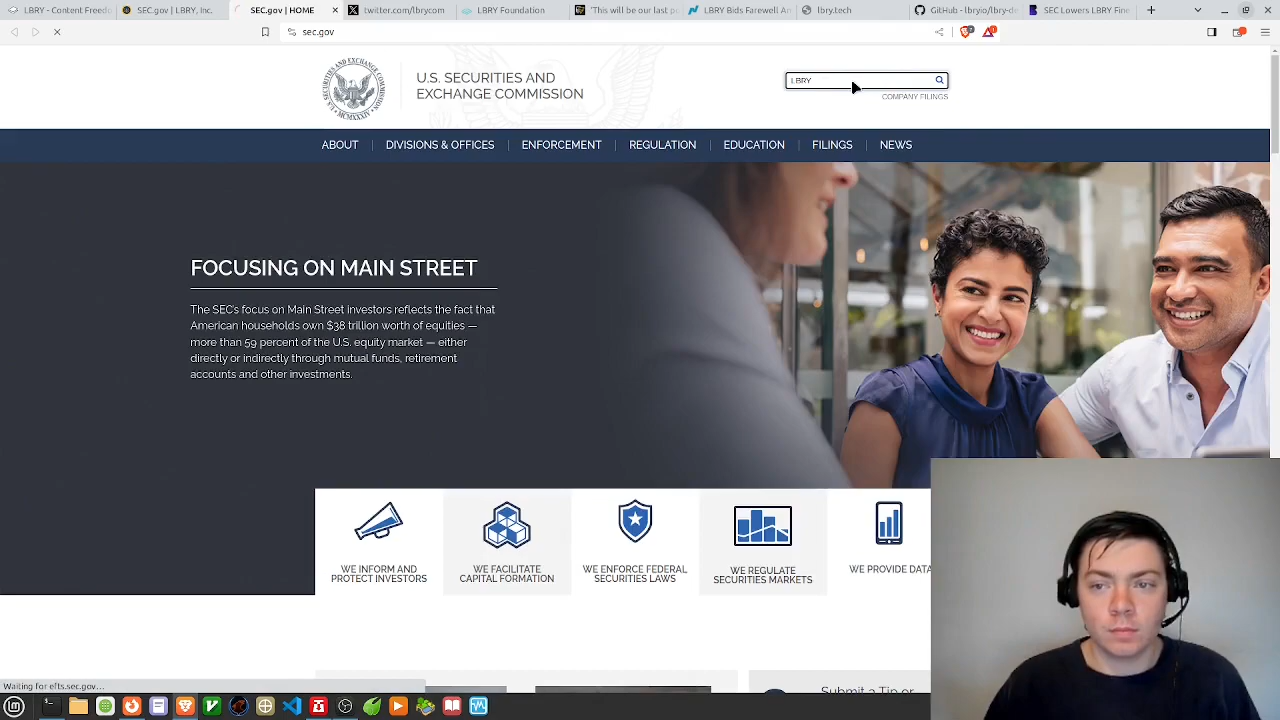 LBRY - Content Freedo
SEC.gov | LBRY, Inc.
SEC.gov | HOME
twitter.com/lbrycom
LBRY Foundation
'This will be our last po
LBRY Bids Farewell An
lbry.tech
GitHub - lbryio/lbry-de
SEC Lowers LBRY Fine
sec.gov
U.S. SECURITIES AND
EXCHANGE COMMISSION
LBRY
COMPANY FILINGS
ABOUT
DIVISIONS & OFFICES
ENFORCEMENT
REGULATION
EDUCATION
FILINGS
NEWS
FOCUSING ON MAIN STREET
The SEC's focus on Main Street investors reflects the fact that
American households own $38 trillion worth of equities —
more than 59 percent of the U.S. equity market — either
directly or indirectly through mutual funds, retirement
accounts and other investments.
WE INFORM AND
PROTECT INVESTORS
WE FACILITATE
CAPITAL FORMATION
WE ENFORCE FEDERAL
SECURITIES LAWS
WE REGULATE
SECURITIES MARKETS
WE PROVIDE DATA
Submit a Tip or
Waiting for efts.sec.gov...